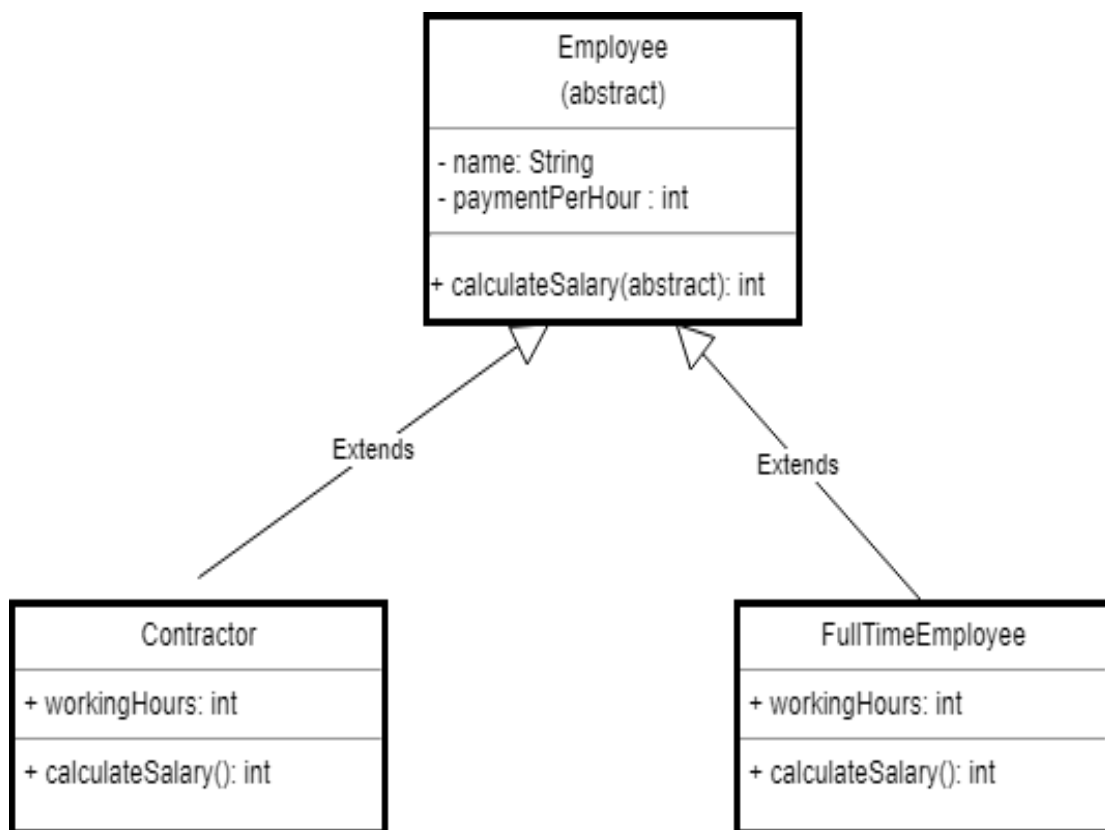 Employee
(abstract)
- name: String
- paymentPerHour : int
+ calculateSalary(abstract): int
Extends
Extends
Contractor
+ workingHours: int
+ calculateSalary(): int
FullTimeEmployee
+ workingHours: int
+ calculateSalary(): int